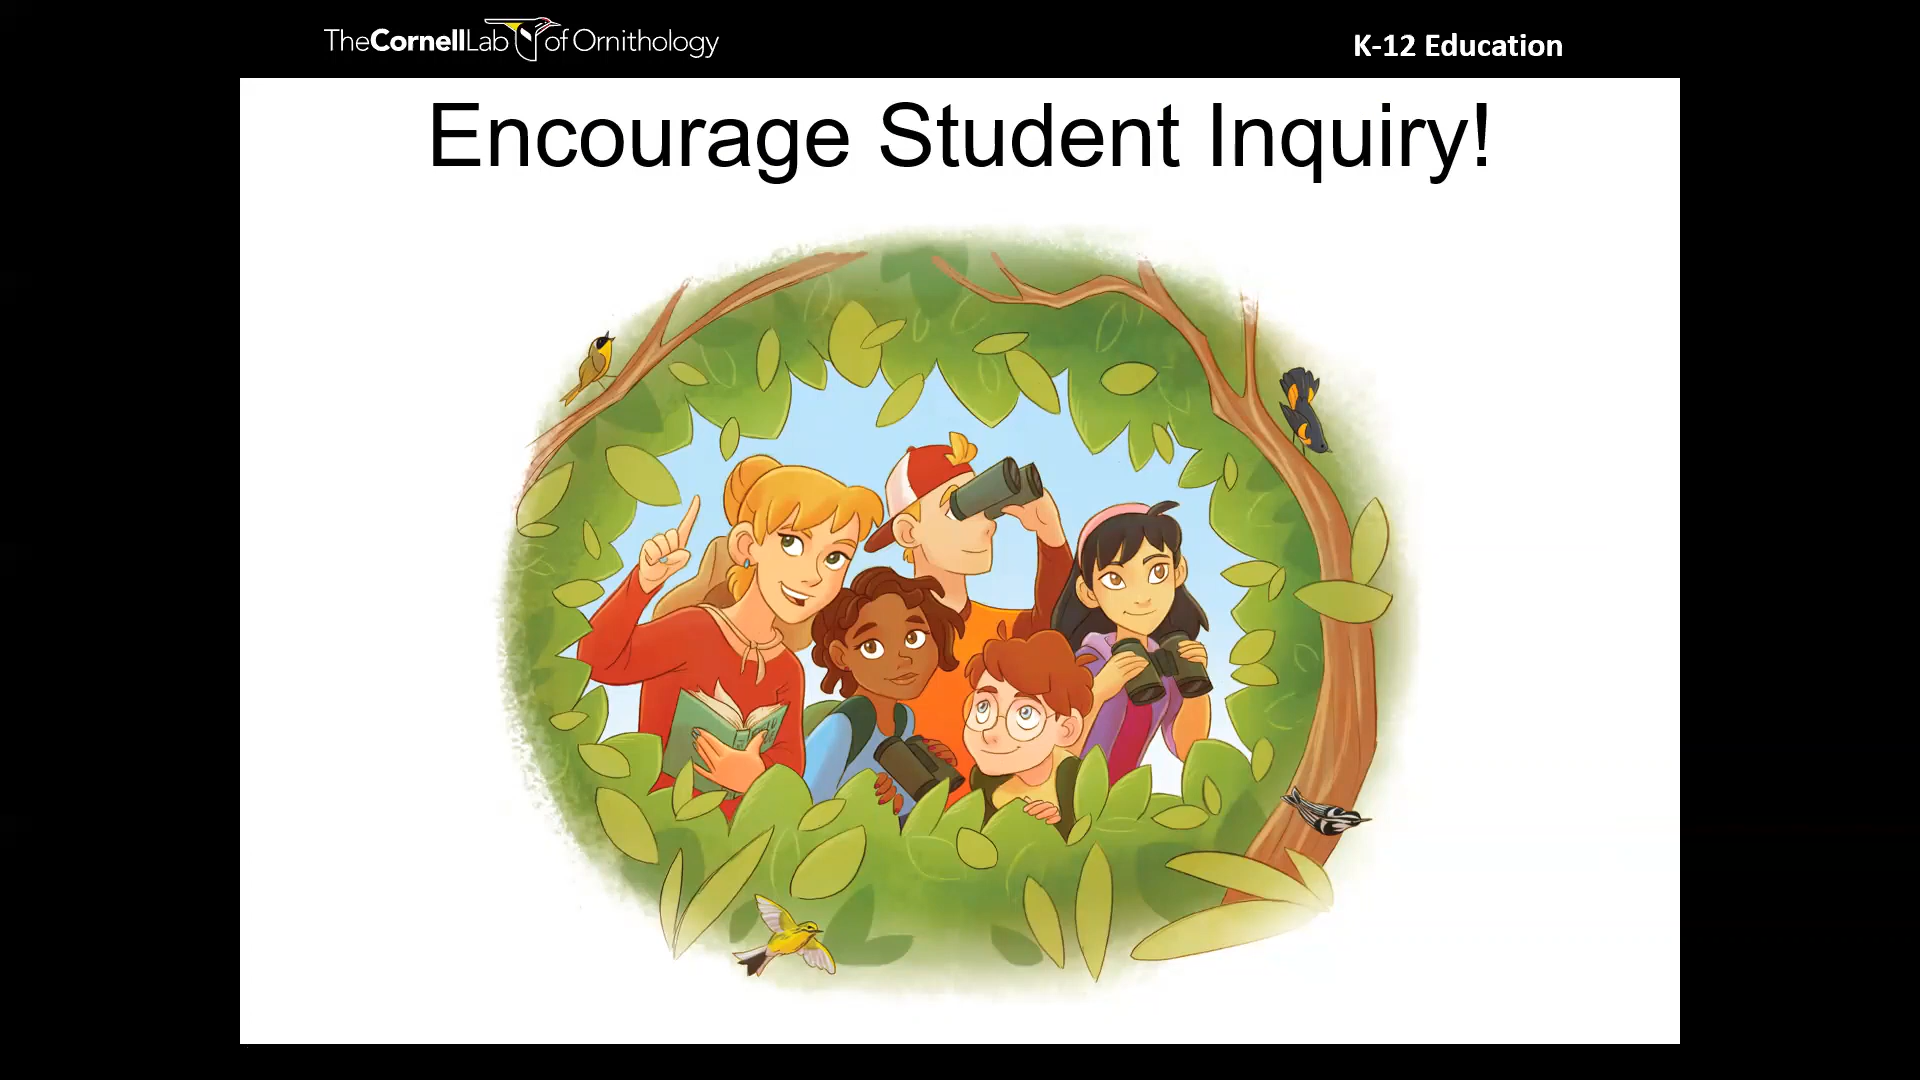 TheCornellLab of Ornithology
K-12 Education
Encourage Student Inquiry!